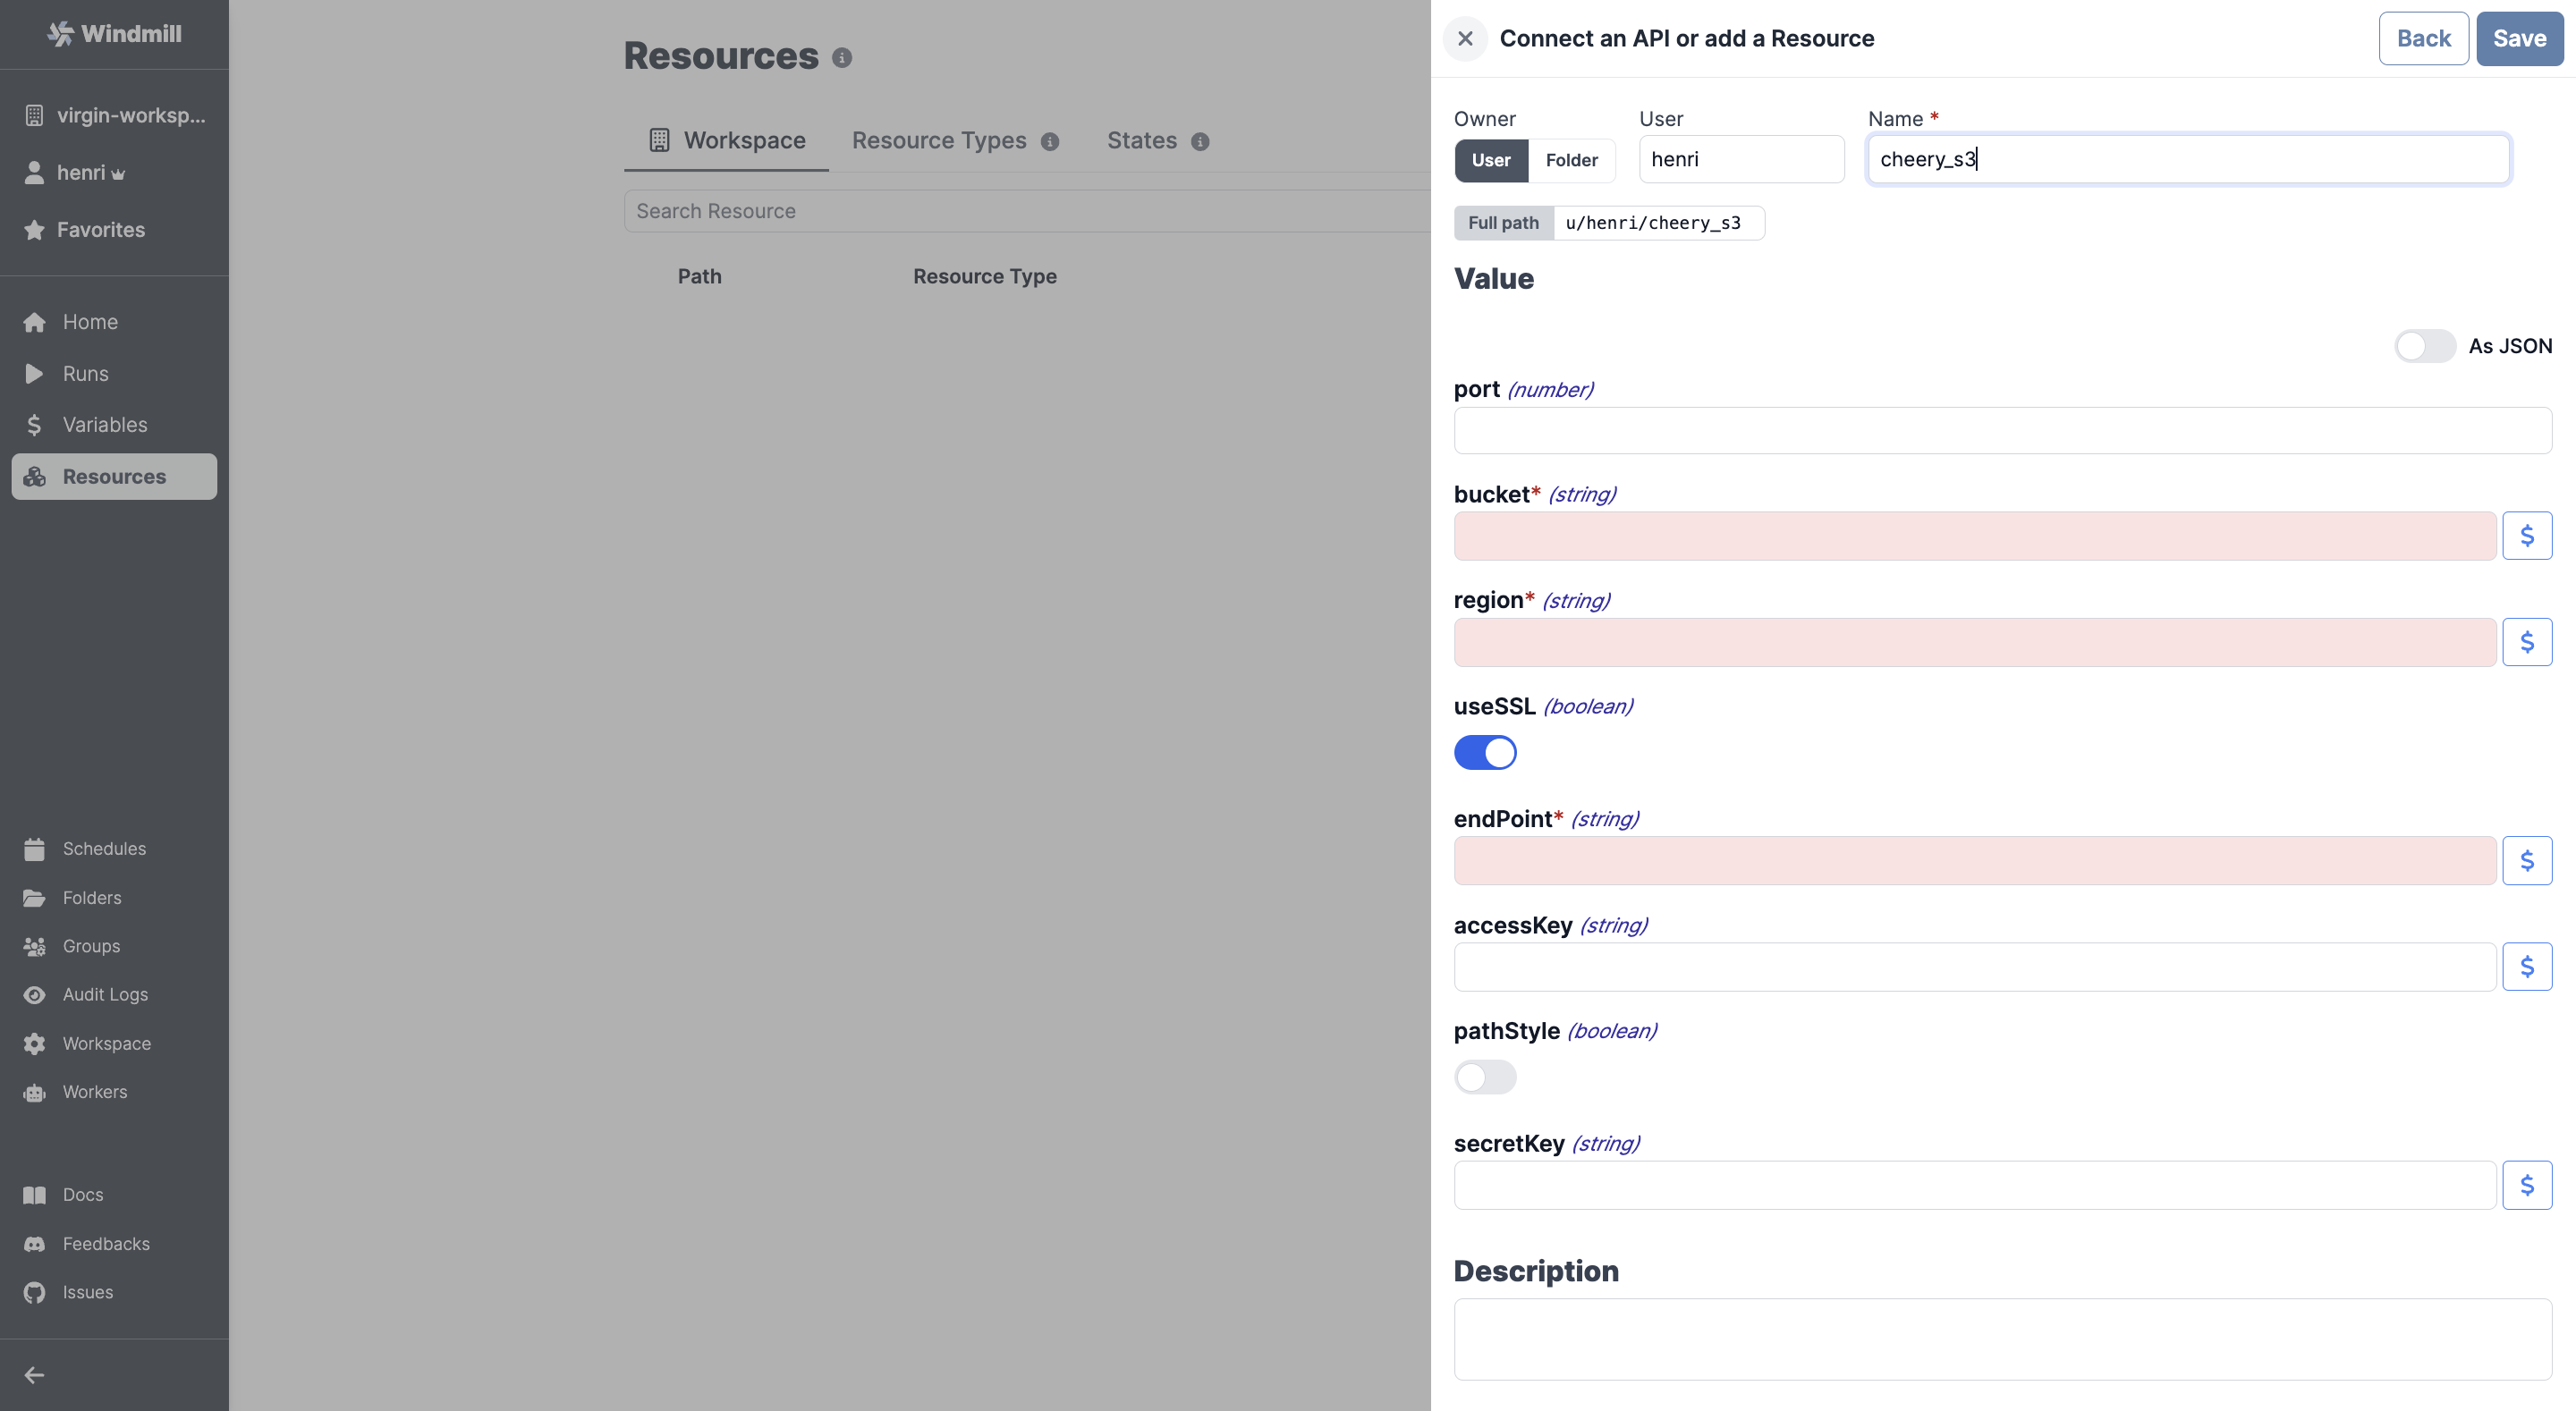 Windmill
virgin-worksp...
henri
Favorites
Home
Runs
Variables
Resources
Schedules
Folders
Groups
Audit Logs
Workspace
Workers
Docs
Feedbacks
Issues
Resources
Workspace
Resource Types
States
Search Resource
Path
Resource Type
Connect an API or add a Resource
Back
Save
Owner
User
Name *
User
Folder
henri
cheery_s3
Full path
u/henri/cheery_s3
Value
As JSON
port (number)
bucket* (string)
$
region* (string)
$
useSSL (boolean)
endPoint* (string)
$
accessKey (string)
$
pathStyle (boolean)
secretKey (string)
$
Description